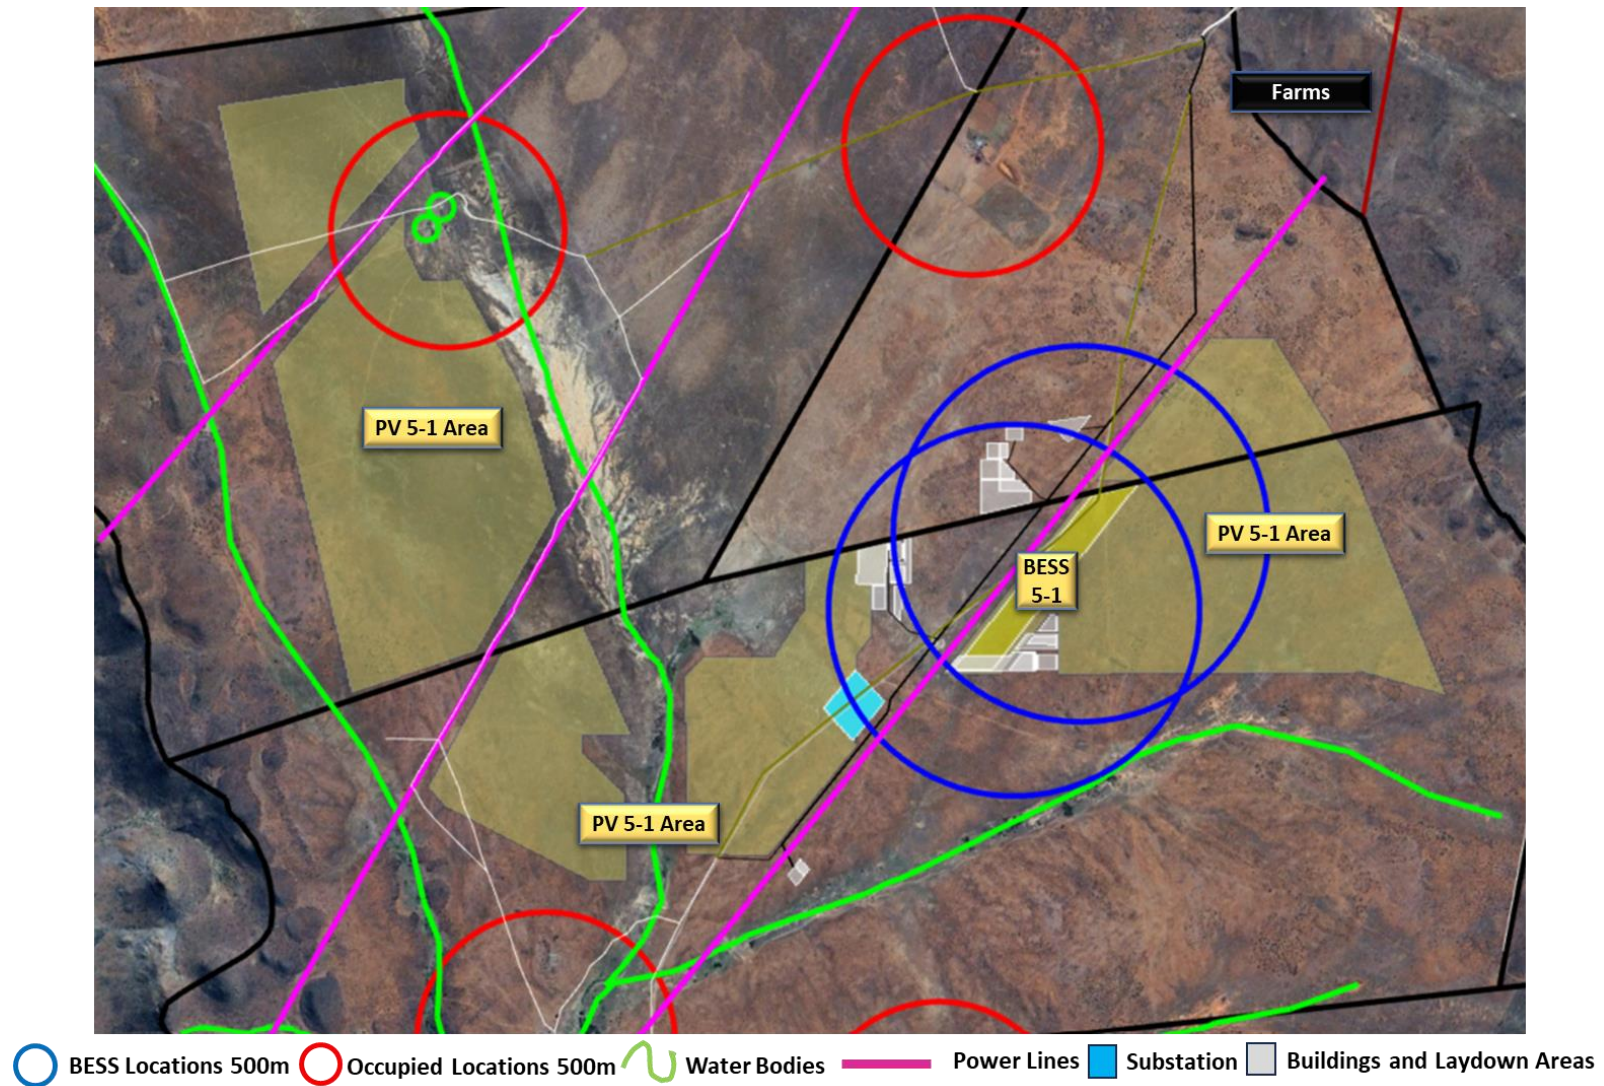 Farms
PV 5-1 Area
PV 5-1 Area
BESS
5-1
PV 5-1 Area
BESS Locations 500m
Occupied Locations 500m
Water Bodies
Power Lines
Substation
Buildings and Laydown Areas